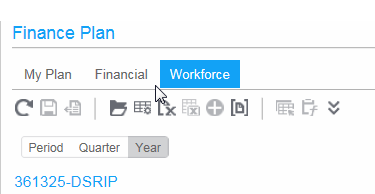 Finance Plan
My Plan Financial Workforce
Period Quarter Year
361325-DSRIP